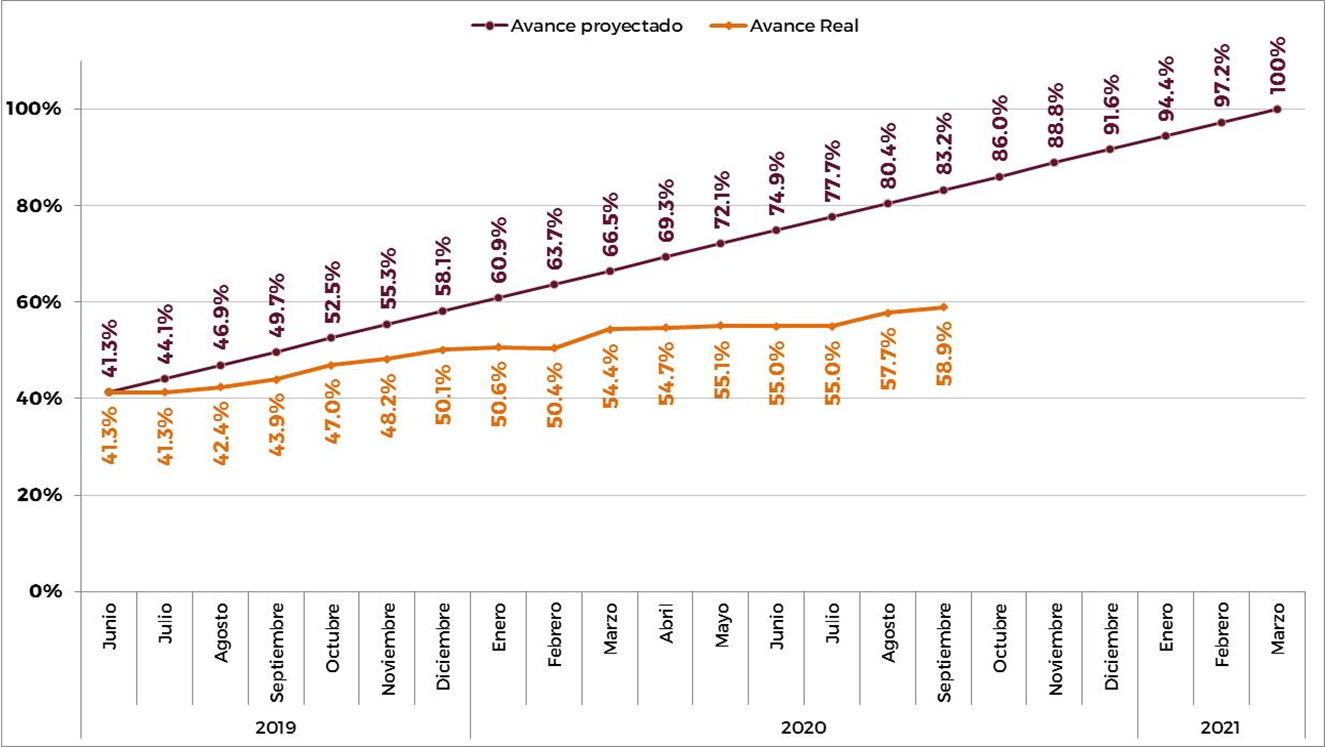 Avance proyectado Avance Real
100%
80%
60%
40%
20%
0%
41.3%
44.1%
46.9%
49.7%
52.5%
55.3%
58.1%
60.9%
63.7%
66.5%
69.3%
72.1%
74.9%
77.7%
80.4%
83.2%
86.0%
88.8%
91.6%
94.4%
97.2%
100%
41.3%
41.3%
42.4%
43.9%
47.0%
48.2%
50.1%
50.6%
50.4%
54.4%
54.7%
55.1%
55.0%
55.0%
57.7%
58.9%
Junio
Julio
Agosto
Septiembre
Octubre
Noviembre
Diciembre
Enero
Febrero
Marzo
Abril
Mayo
Junio
Julio
Agosto
Septiembre
Octubre
Noviembre
Diciembre
Enero
Febrero
Marzo
2019 2020 2021